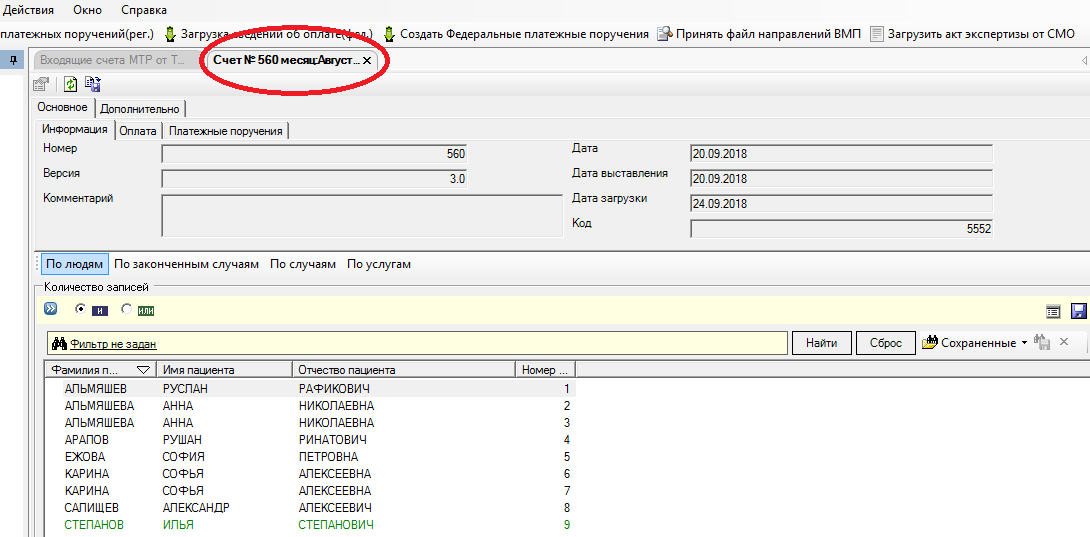 Действия Окно Справка
платежных поручений(рег.) Загрузка сведений об оплате(фед.) Создать Федеральные платежные поручения Принять файл направлений ВМП Загрузить акт экспертизы от СМО
Входящие счета МТР от Т... Счет № 560 месяц:Август...
Основное Дополнительно
Информация Оплата Платежные поручения
Номер 560 Дата 20.09.2018
Версия 3.0 Дата выставления 20.09.2018
Комментарий Дата загрузки 24.09.2018
Код 5552
По людям По законченным случаям По случаям По услугам
Количество записей
И ИЛИ
Фильтр не задан Найти Сброс Сохраненные
Фамилия п... Имя пациента Отчество пациента Номер ...
АЛЬМЯШЕВ РУСЛАН РАФИКОВИЧ 1
АЛЬМЯШЕВА АННА НИКОЛАЕВНА 2
АЛЬМЯШЕВА АННА НИКОЛАЕВНА 3
АРАПОВ РУШАН РИНАТОВИЧ 4
ЕЖОВА СОФИЯ ПЕТРОВНА 5
КАРИНА СОФЬЯ АЛЕКСЕЕВНА 6
КАРИНА СОФЬЯ АЛЕКСЕЕВНА 7
САЛИЩЕВ АЛЕКСАНДР АЛЕКСЕЕВИЧ 8
СТЕПАНОВ ИЛЬЯ СТЕПАНОВИЧ 9